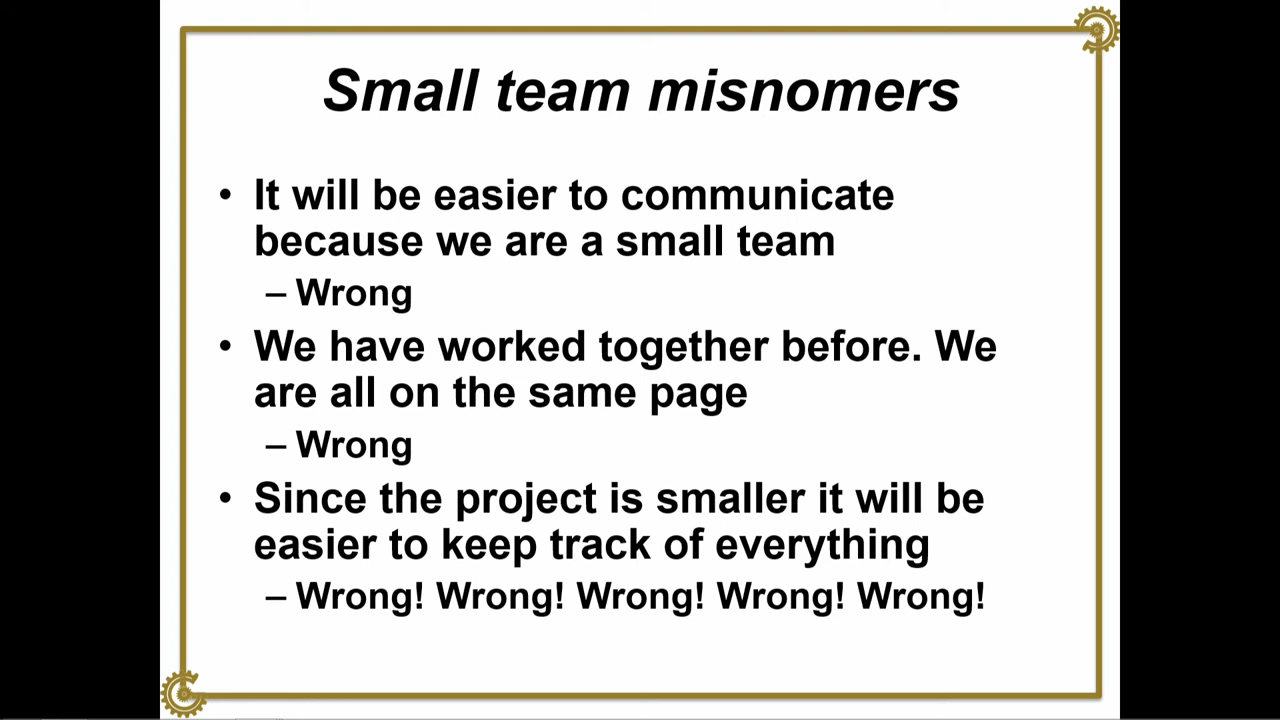 Small team misnomers
• It will be easier to communicate
because we are a small team
– Wrong
• We have worked together before. We
are all on the same page
– Wrong
• Since the project is smaller it will be
easier to keep track of everything
– Wrong! Wrong! Wrong! Wrong! Wrong!